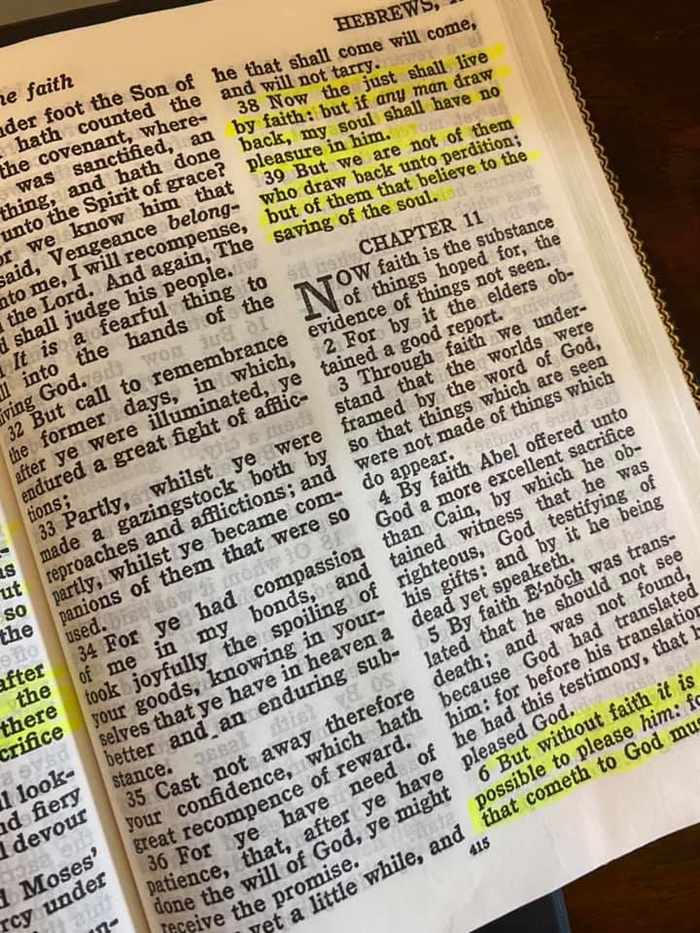 HEBREWS,
he faith
as
ut
so
the
after
the
there
crifice
l look-
nd fiery
devour
d Moses'
rcy under
nder foot the Son of
hath counted the
the covenant, where-
was sanctified, an
thing, and hath done
unto the Spirit of grace?
or we know him that
said, Vengeance belong-
nto me, I will recompense,
the Lord. And again, The
d shall judge his people.
It is a fearful thing to
ll into the hands of the
iving God.
32 But call to remembrance
the former days, in which,
after ye were illuminated, ye
endured a great fight of afflic-
tions;
33 Partly, whilst ye were
made a gazingstock both by
reproaches and afflictions; and
partly, whilst ye became com-
panions of them that were so
used.
34 For ye had compassion
of me in my bonds, and
took joyfully the spoiling of
your goods, knowing in your-
selves that ye have in heaven a
better and an enduring sub-
stance.
35 Cast not away therefore
your confidence, which hath
great recompence of reward.
36 For ye have need of
patience, that, after ye have
done the will of God, ye might
receive the promise.
yet a little while, and
he that shall come will come,
and will not tarry.
38 Now the just shall live
by faith: but if any man draw
back, my soul shall have no
pleasure in him.
39 But we are not of them
who draw back unto perdition;
but of them that believe to the
saving of the soul.
CHAPTER 11
NOW faith is the substance
of things hoped for, the
evidence of things not seen.
2 For by it the elders ob-
tained a good report.
3 Through faith we under-
stand that the worlds were
framed by the word of God,
so that things which are seen
were not made of things which
do appear.
4 By faith Abel offered unto
God a more excellent sacrifice
than Cain, by which he ob-
tained witness that he was
righteous, God testifying of
his gifts: and by it he being
dead yet speaketh.
5 By faith E-nŏch was trans-
lated that he should not see
death; and was not found,
because God had translated
him: for before his translation
he had this testimony, that
pleased God.
6 But without faith it is
possible to please him: fo
that cometh to God mu
415